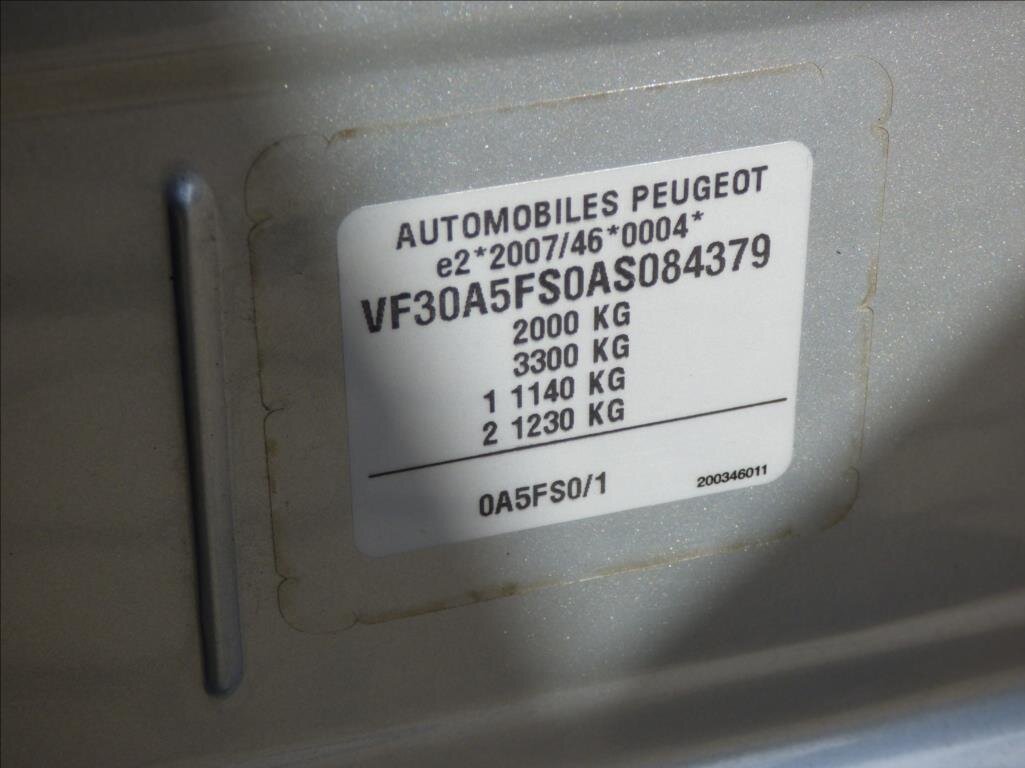 AUTOMOBILES PEUGEOT
e2*2007/46*0004*
VF30A5FS0AS084379
2000 KG
3300 KG
1 1140 KG
2 1230 KG
0A5FS0/1
200346011